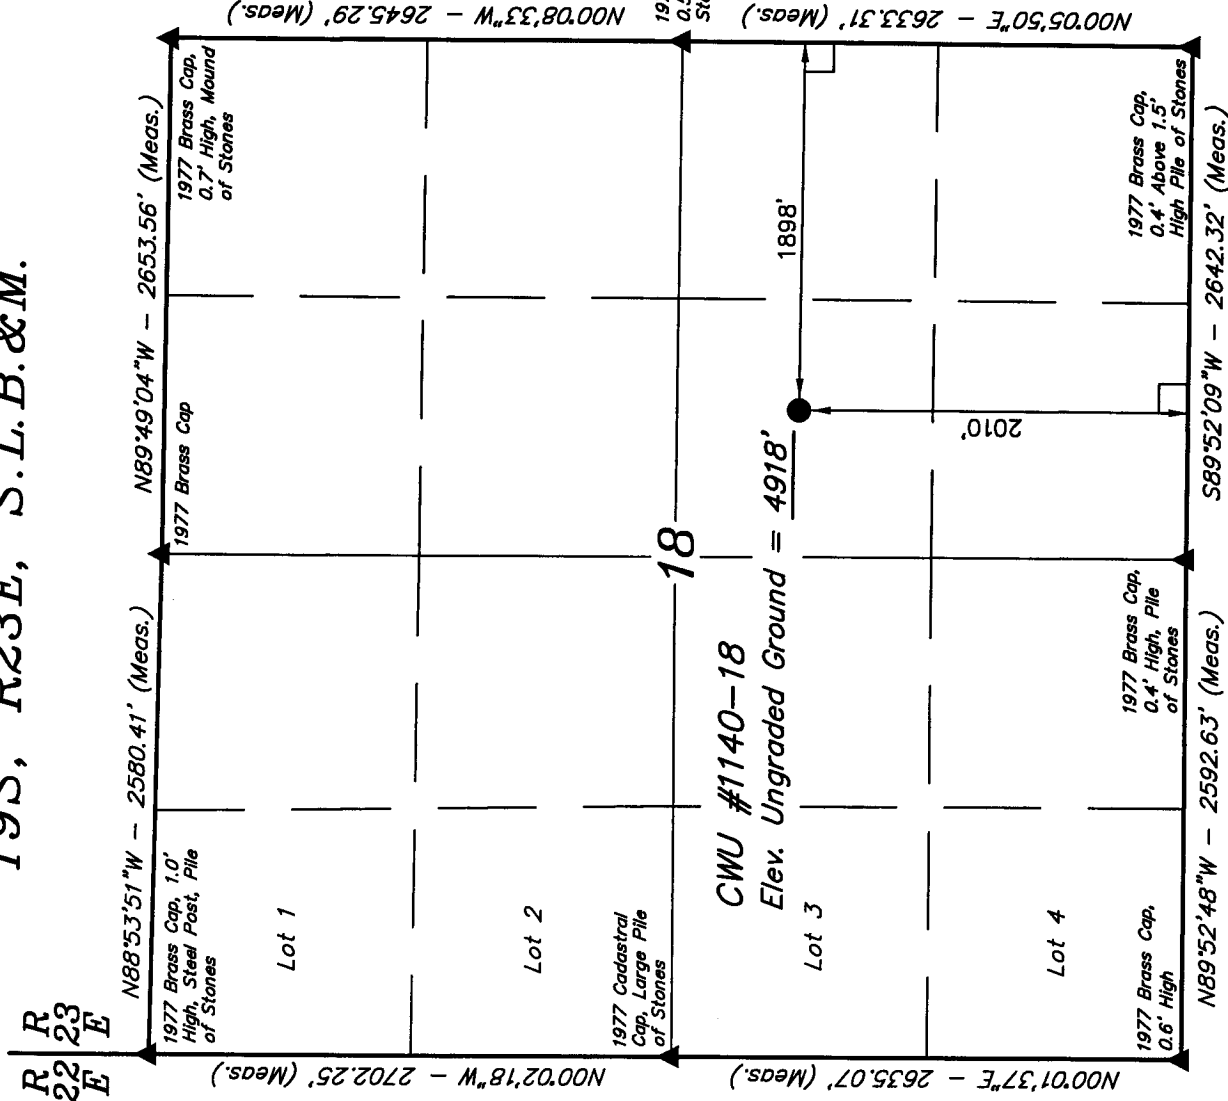 T9S, R23E, S.L.B.&M.
R R
22 23
E E
N88°53'51"W - 2580.41' (Meas.)
N89°49'04"W - 2653.56' (Meas.)
1977 Brass Cap, 1.0'
High, Steel Post, Pile
of Stones
1977 Brass Cap
1977 Brass Cap,
0.7' High, Mound
of Stones
N00°02'18"W - 2702.25' (Meas.)
N00°08'33"W - 2645.29' (Meas.)
Lot 1
Lot 2
1977 Cadastral
Cap, Large Pile
of Stones
18
CWU #1140-18
Elev. Ungraded Ground = 4918'
1898'
2010'
Lot 3
Lot 4
N00°01'37"E - 2635.07' (Meas.)
N00°05'50"E - 2633.31' (Meas.)
1977 Brass Cap,
0.6' High
1977 Brass Cap,
0.4' High, Pile
of Stones
1977 Brass Cap,
0.4' Above 1.5'
High Pile of Stones
N89°52'48"W - 2592.63' (Meas.)
S89°52'09"W - 2642.32' (Meas.)